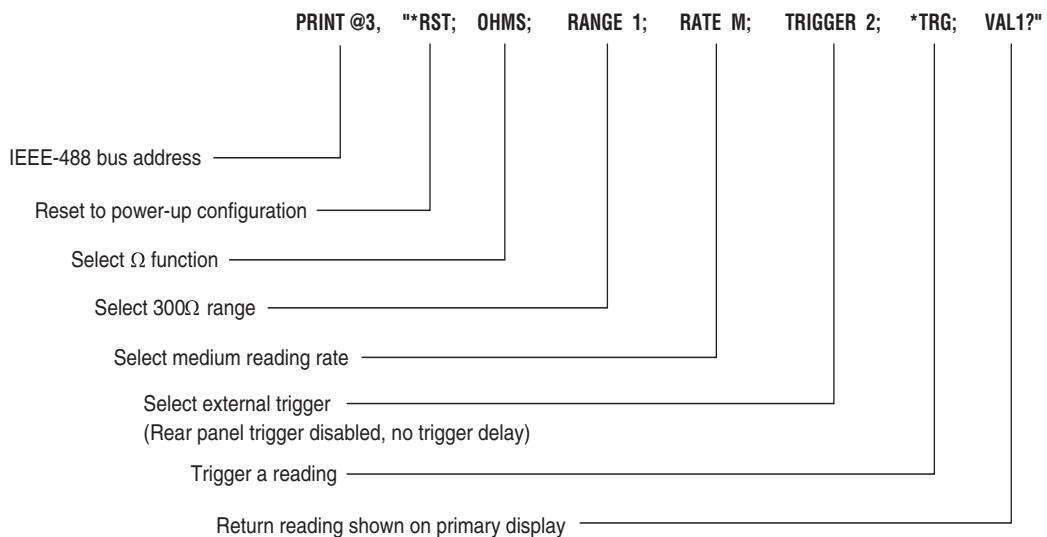 PRINT @3, "*RST; OHMS; RANGE 1; RATE M; TRIGGER 2; *TRG; VAL1?"
IEEE-488 bus address
Reset to power-up configuration
Select Ω function
Select 300Ω range
Select medium reading rate
Select external trigger
(Rear panel trigger disabled, no trigger delay)
Trigger a reading
Return reading shown on primary display